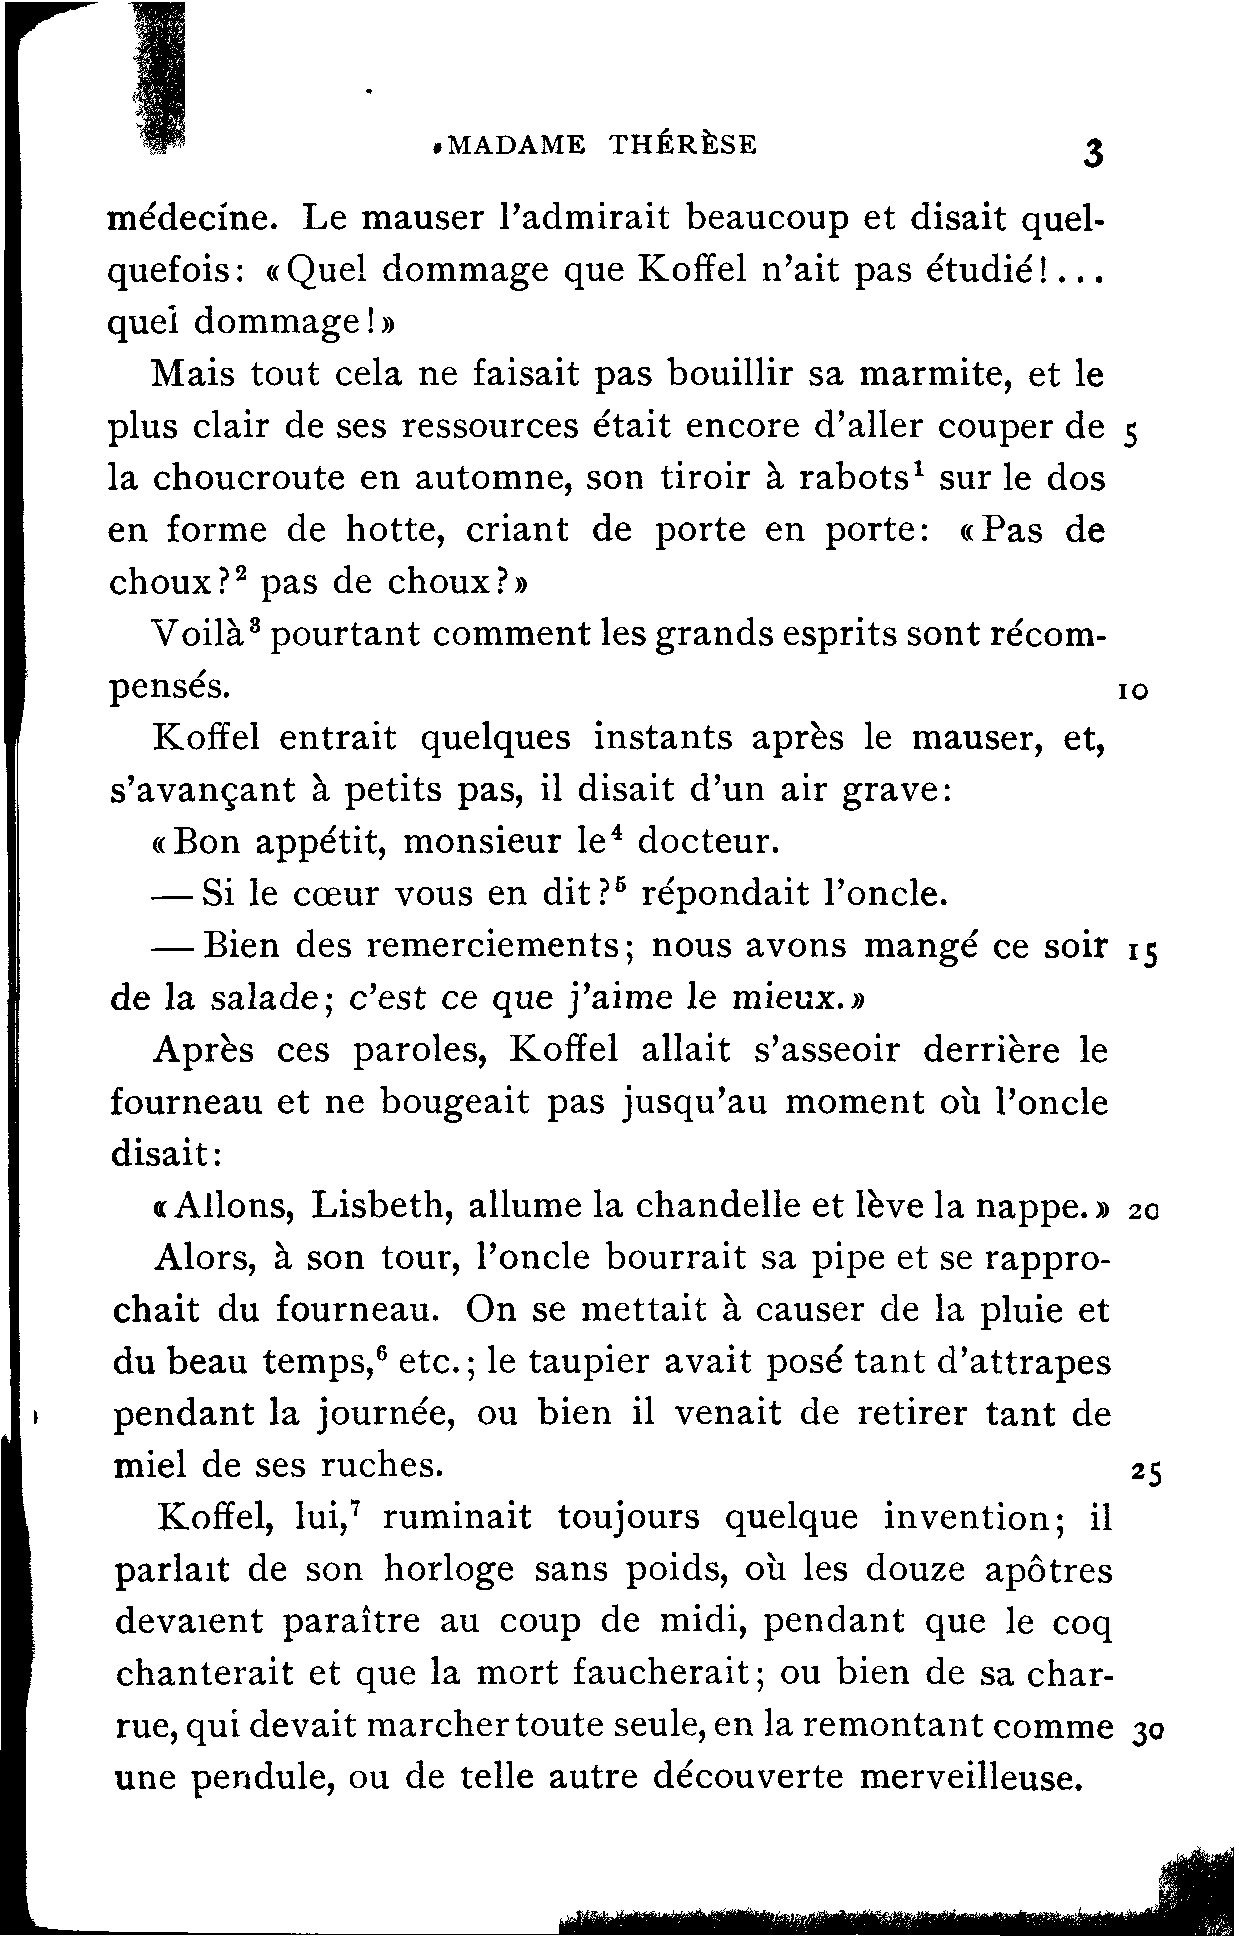 MADAME THÉRÈSE 3
médecine. Le mauser l'admirait beaucoup et disait quel-
quefois: «Quel dommage que Koffel n'ait pas étudié!...
quel dommage!»
Mais tout cela ne faisait pas bouillir sa marmite, et le
plus clair de ses ressources était encore d'aller couper de 5
la choucroute en automne, son tiroir à rabots¹ sur le dos
en forme de hotte, criant de porte en porte: «Pas de
choux?² pas de choux?»
Voilà³ pourtant comment les grands esprits sont récom-
pensés. 10
Koffel entrait quelques instants après le mauser, et,
s'avançant à petits pas, il disait d'un air grave:
«Bon appétit, monsieur le⁴ docteur.
— Si le cœur vous en dit?⁵ répondait l'oncle.
— Bien des remerciements; nous avons mangé ce soir 15
de la salade; c'est ce que j'aime le mieux.»
Après ces paroles, Koffel allait s'asseoir derrière le
fourneau et ne bougeait pas jusqu'au moment où l'oncle
disait:
«Allons, Lisbeth, allume la chandelle et lève la nappe.» 20
Alors, à son tour, l'oncle bourrait sa pipe et se rappro-
chait du fourneau. On se mettait à causer de la pluie et
du beau temps,⁶ etc.; le taupier avait posé tant d'attrapes
pendant la journée, ou bien il venait de retirer tant de
miel de ses ruches. 25
Koffel, lui,⁷ ruminait toujours quelque invention; il
parlait de son horloge sans poids, où les douze apôtres
devaient paraître au coup de midi, pendant que le coq
chanterait et que la mort faucherait; ou bien de sa char-
rue, qui devait marcher toute seule, en la remontant comme 30
une pendule, ou de telle autre découverte merveilleuse.